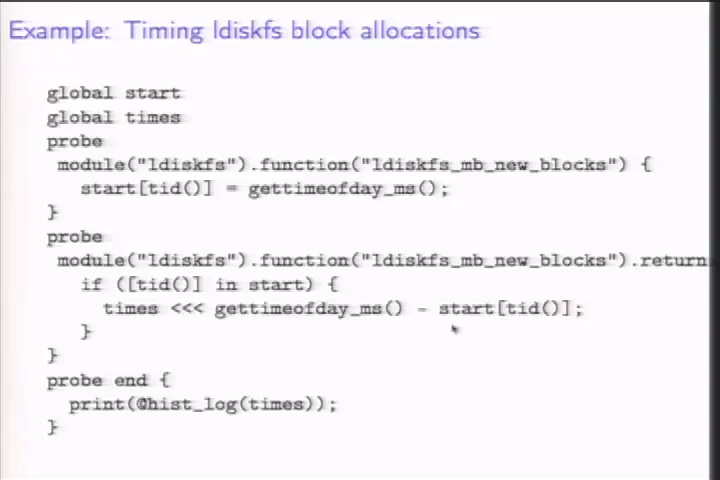 Example: Timing ldiskfs block allocations
global start
global times
probe
module("ldiskfs").function("ldiskfs_mb_new_blocks") {
start[tid()] = gettimeofday_ms();
}
probe
module("ldiskfs").function("ldiskfs_mb_new_blocks").return
if ([tid()] in start) {
times <<< gettimeofday_ms() - start[tid()];
}
}
probe end {
print(@hist_log(times));
}